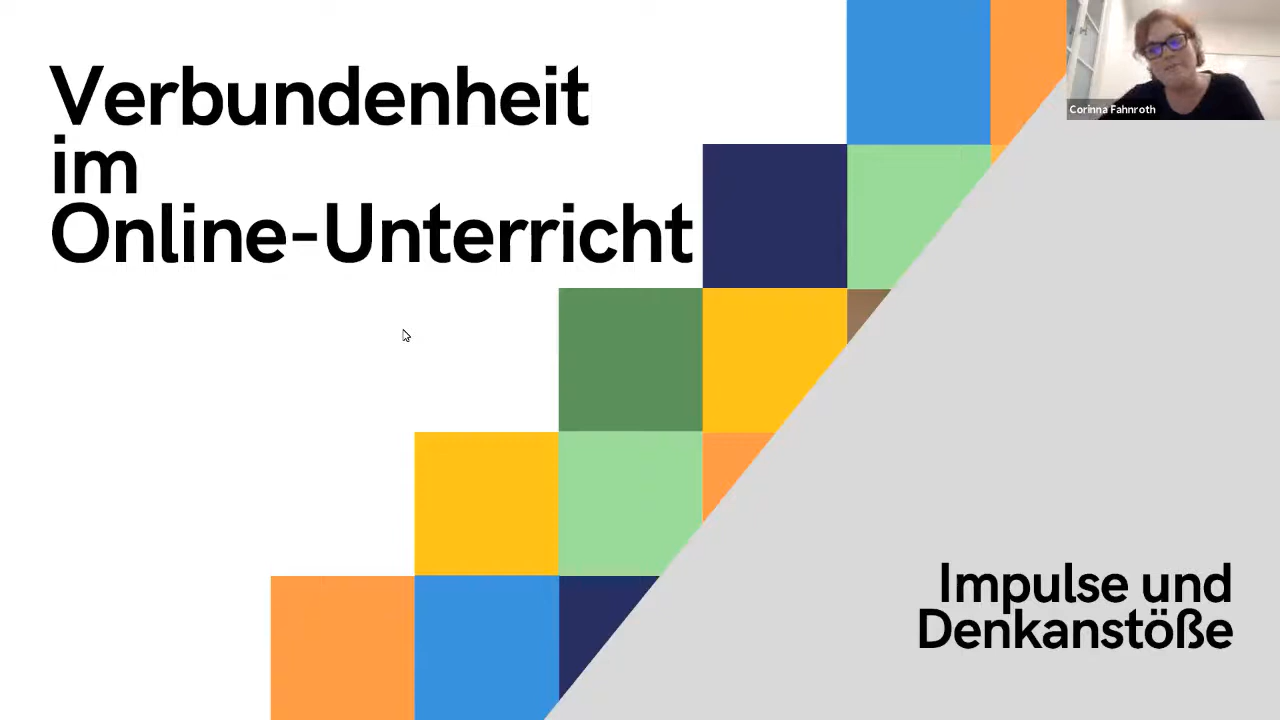 Verbundenheit
im
Online-Unterricht
Corinna Fahnroth
Impulse und
Denkanstöße